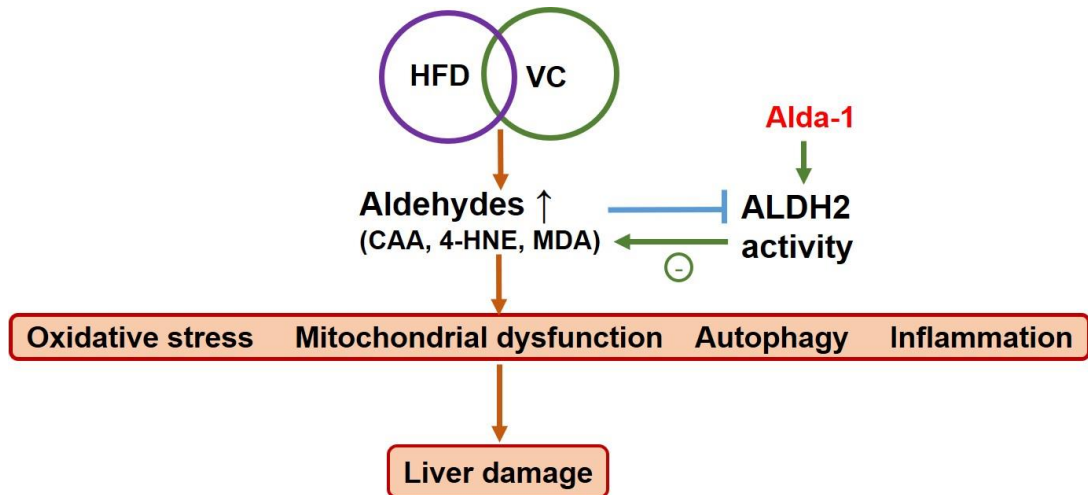 HFD VC
Alda-1
Aldehydes ↑ ALDH2
(CAA, 4-HNE, MDA) activity
-
Oxidative stress Mitochondrial dysfunction Autophagy Inflammation
Liver damage